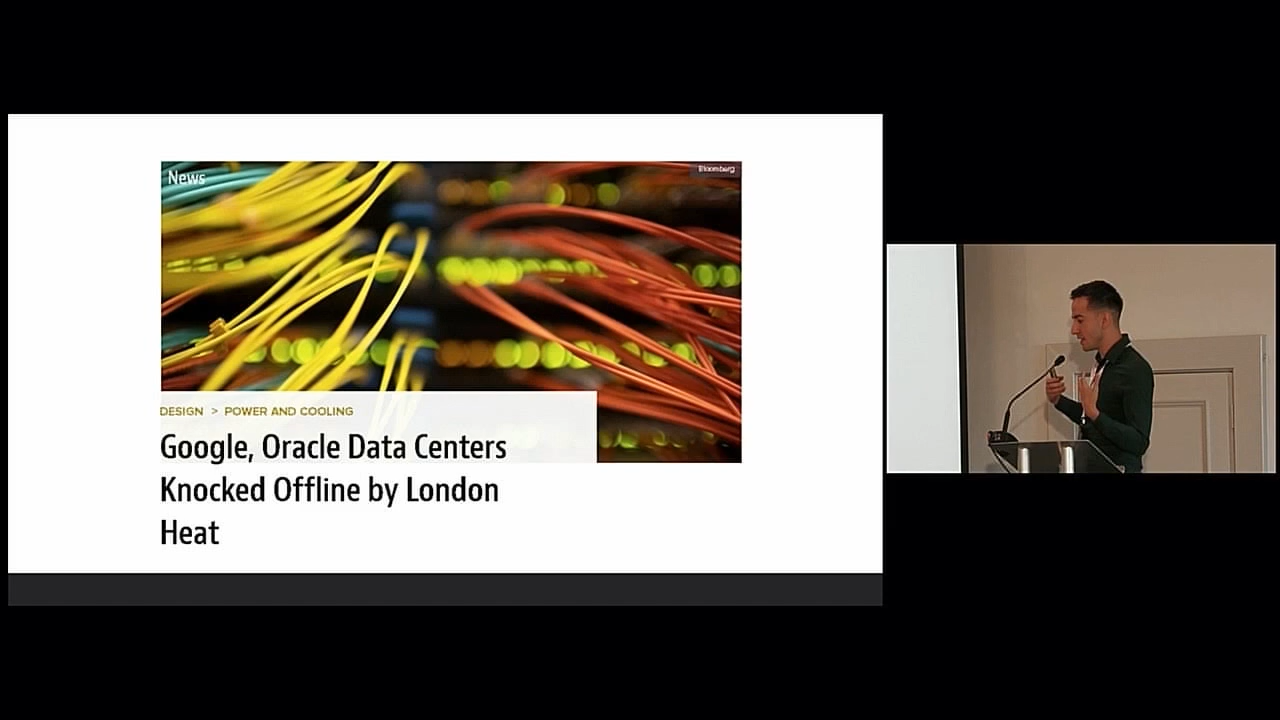 News
Bloomberg
DESIGN > POWER AND COOLING
Google, Oracle Data Centers
Knocked Offline by London
Heat